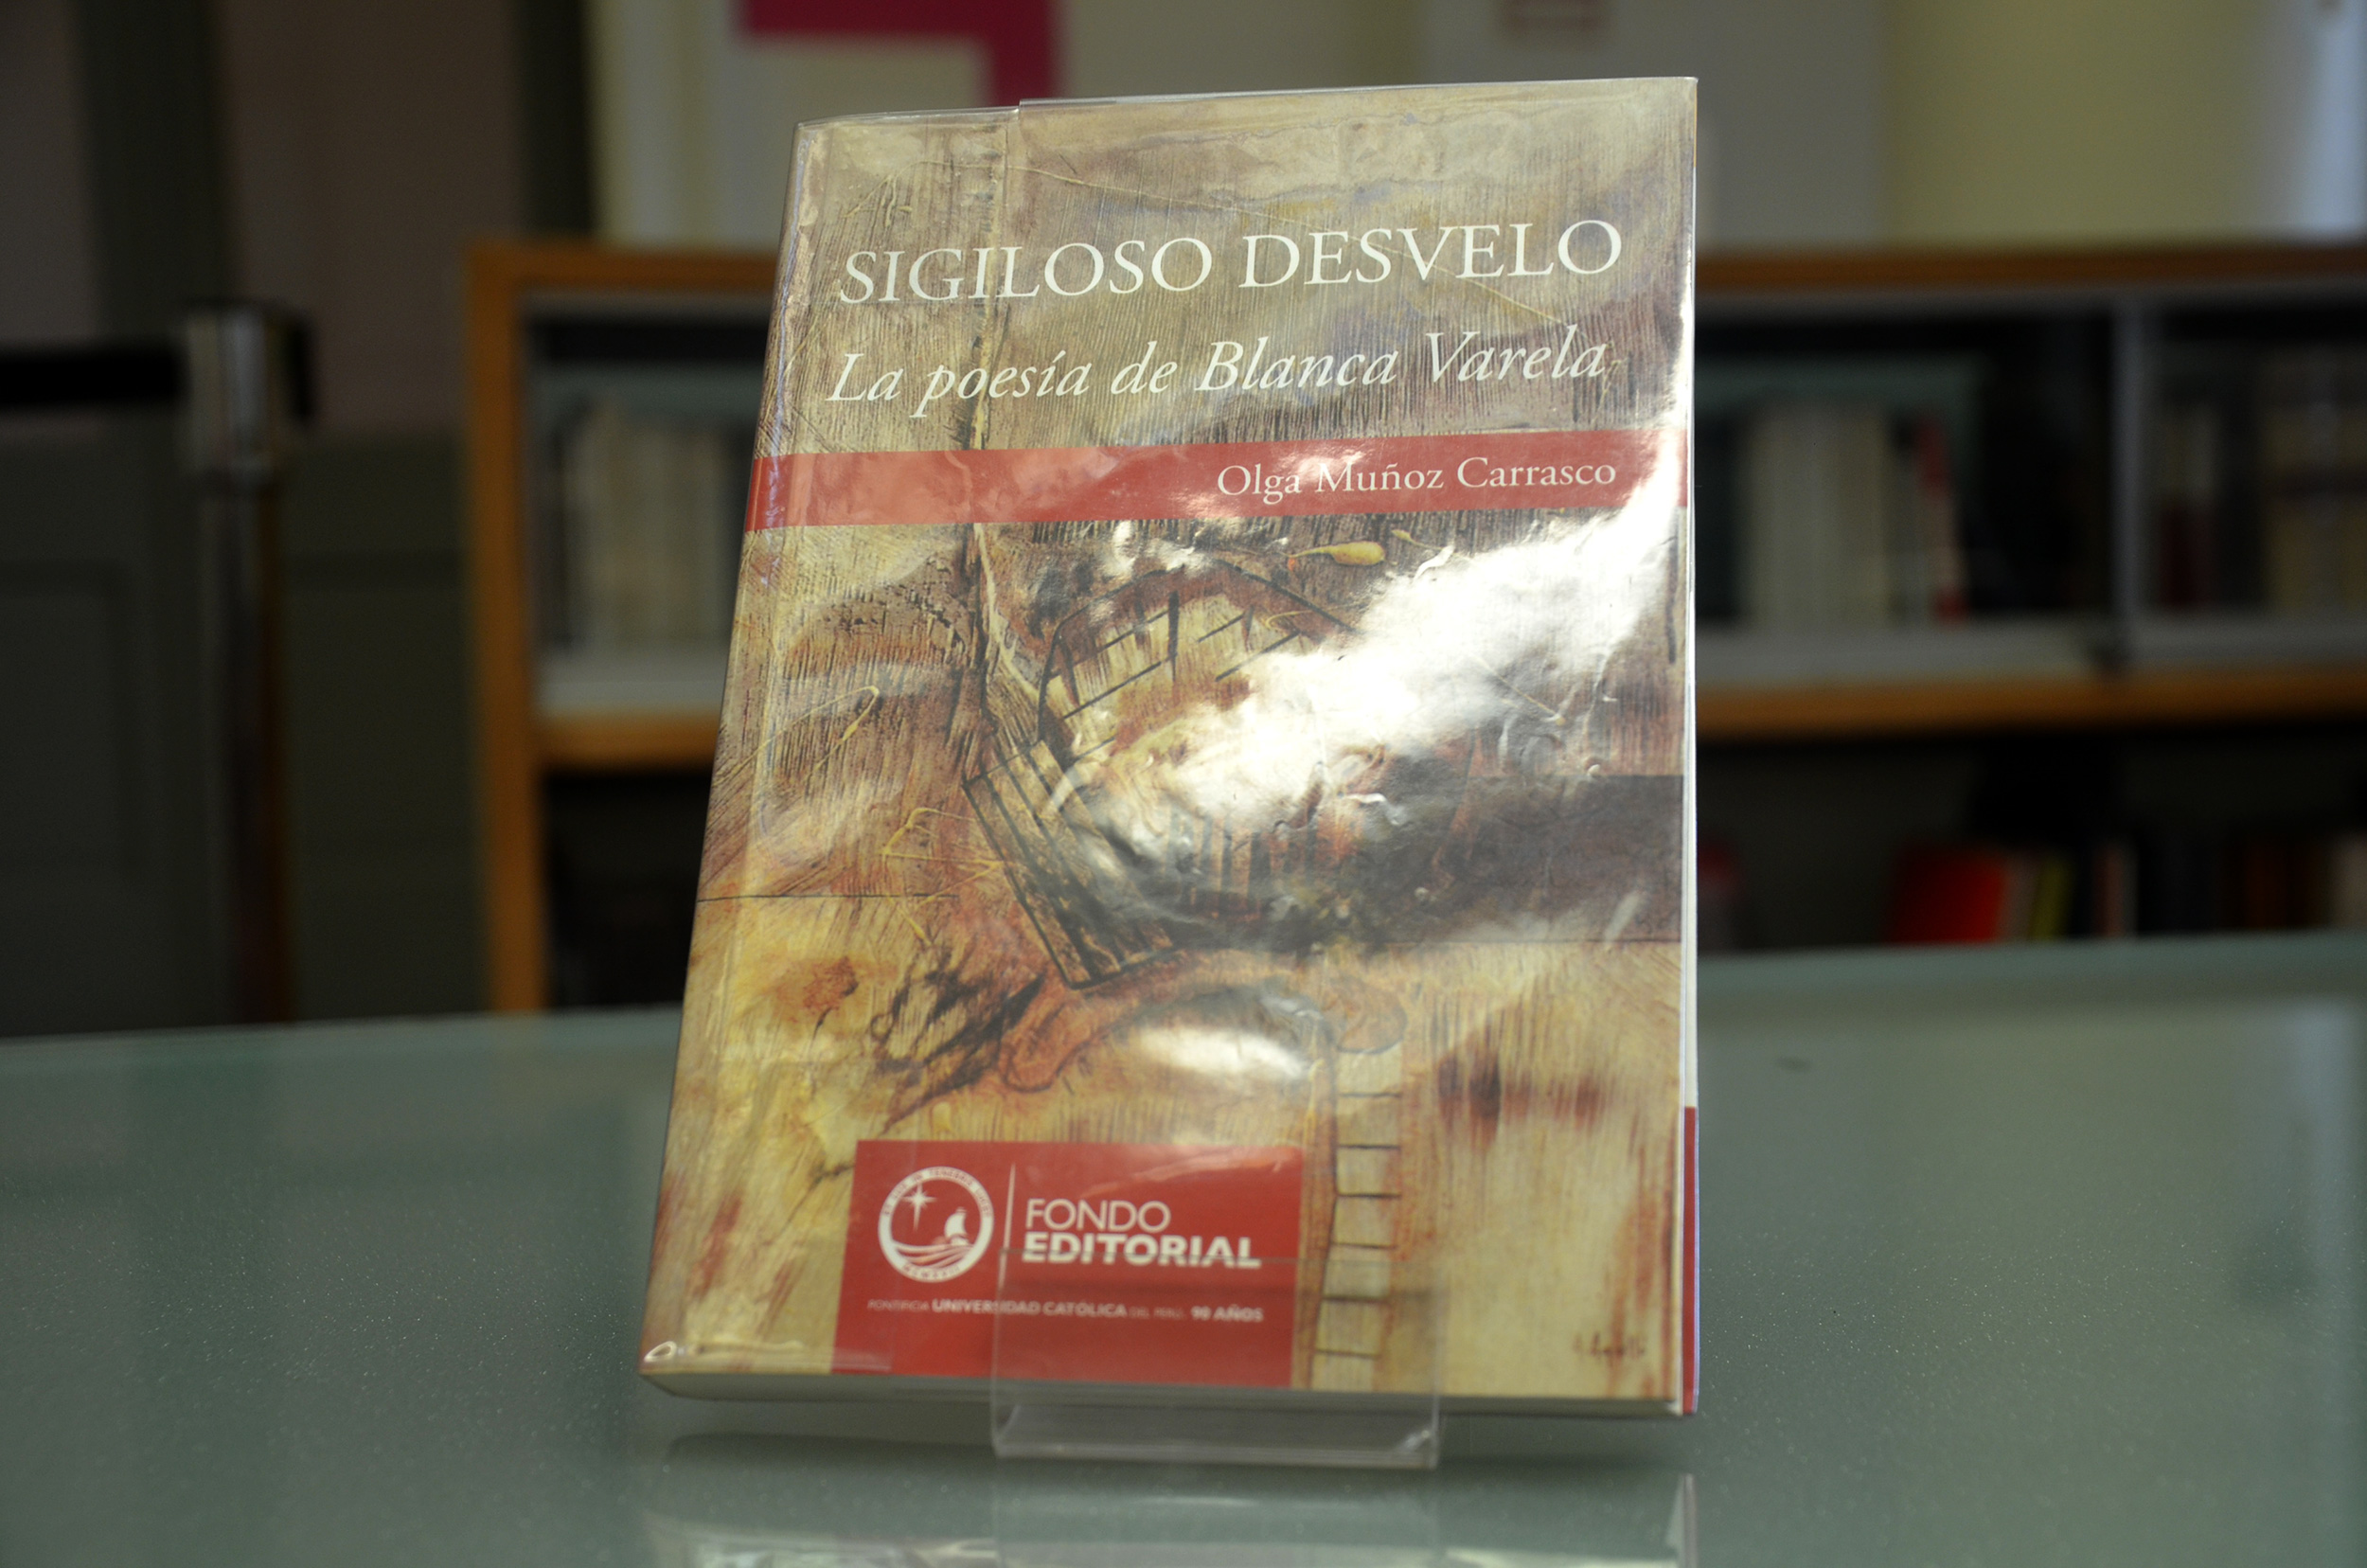 SIGILOSO DESVELO
La poesía de Blanca Varela
Olga Muñoz Carrasco
FONDO
EDITORIAL
PONTIFICIA UNIVERSIDAD CATÓLICA DEL PERÚ. 90 AÑOS